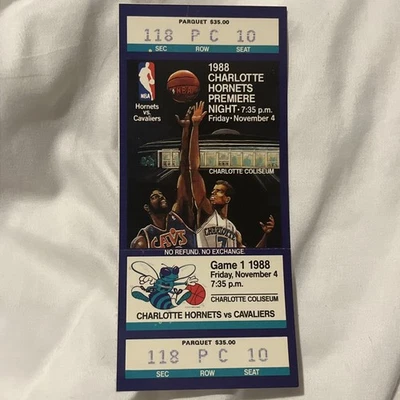 PARQUET $35.00
118 P C 10
SEC ROW SEAT
1988
CHARLOTTE
HORNETS
PREMIERE
NIGHT • 7:35 p.m.
Friday • November 4
NBA
Hornets
vs.
Cavaliers
CHARLOTTE COLISEUM
CAVS
CHARLOTTE
NO REFUND. NO EXCHANGE.
Game 1 1988
Friday, November 4
7:35 p.m.
CHARLOTTE COLISEUM
CHARLOTTE HORNETS vs CAVALIERS
PARQUET $35.00
118 P C 10
SEC ROW SEAT